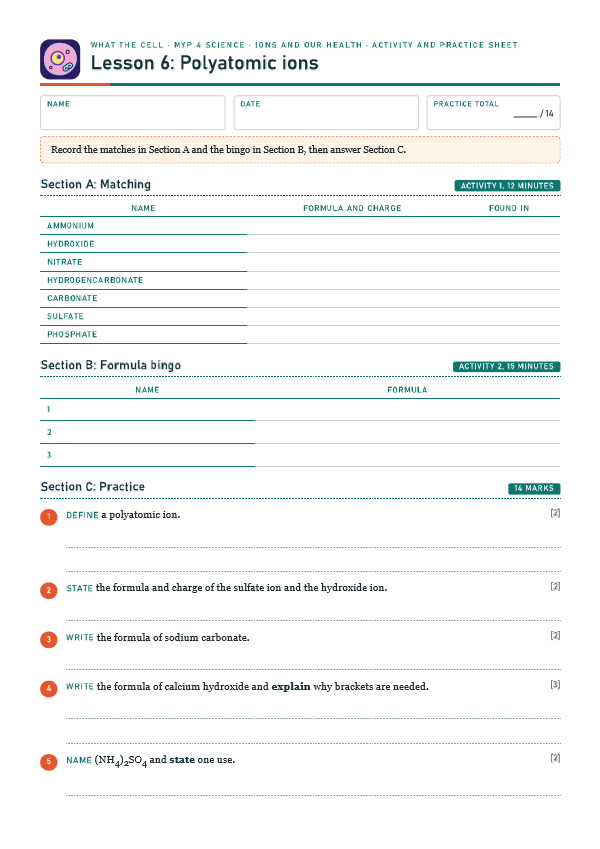 WHAT THE CELL · MYP 4 SCIENCE · IONS AND OUR HEALTH · ACTIVITY AND PRACTICE SHEET
Lesson 6: Polyatomic ions
NAME DATE PRACTICE TOTAL
_____ / 14
Record the matches in Section A and the bingo in Section B, then answer Section C.
Section A: Matching ACTIVITY 1, 12 MINUTES
NAME FORMULA AND CHARGE FOUND IN
AMMONIUM
HYDROXIDE
NITRATE
HYDROGENCARBONATE
CARBONATE
SULFATE
PHOSPHATE
Section B: Formula bingo ACTIVITY 2, 15 MINUTES
NAME FORMULA
1
2
3
Section C: Practice 14 MARKS
1 DEFINE a polyatomic ion. [2]
2 STATE the formula and charge of the sulfate ion and the hydroxide ion. [2]
3 WRITE the formula of sodium carbonate. [2]
4 WRITE the formula of calcium hydroxide and explain why brackets are needed. [3]
5 NAME (NH₄)₂SO₄ and state one use. [2]